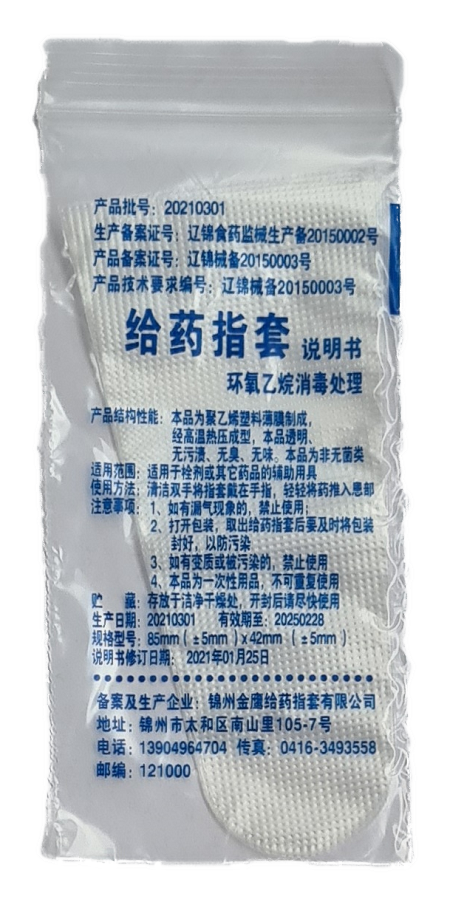 产品批号：20210301
生产备案证号：辽锦食药监械生产备20150002号
产品备案证号：辽锦械备20150003号
产品技术要求编号：辽锦械备20150003号
给药指套 说明书
环氧乙烷消毒处理
产品结构性能：本品为聚乙烯塑料薄膜制成，
经高温热压成型，本品透明、
无污渍、无臭、无味。本品为非无菌类
适用范围：适用于栓剂或其它药品的辅助用具
使用方法：清洁双手将指套戴在手指，轻轻将药推入患部
注意事项：1、如有漏气现象的，禁止使用；
2、打开包装，取出给药指套后要及时将包装
封好，以防污染
3、如有变质或被污染的，禁止使用
4、本品为一次性用品，不可重复使用
贮 藏：存放于洁净干燥处，开封后请尽快使用
生产日期：20210301 有效期至：20250228
规格型号：85mm（±5mm）x42mm（±5mm）
说明书修订日期：2021年01月25日
备案及生产企业：锦州金鹰给药指套有限公司
地址：锦州市太和区南山里105-7号
电话：13904964704 传真：0416-3493558
邮编：121000